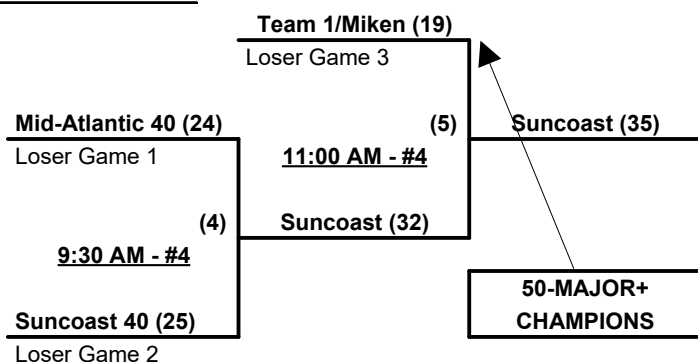 Team 1/Miken (19)
Loser Game 3
Mid-Atlantic 40 (24)
(5)
Suncoast (35)
Loser Game 1
11:00 AM - #4
(4)
Suncoast (32)
9:30 AM - #4
50-MAJOR+
CHAMPIONS
Suncoast 40 (25)
Loser Game 2